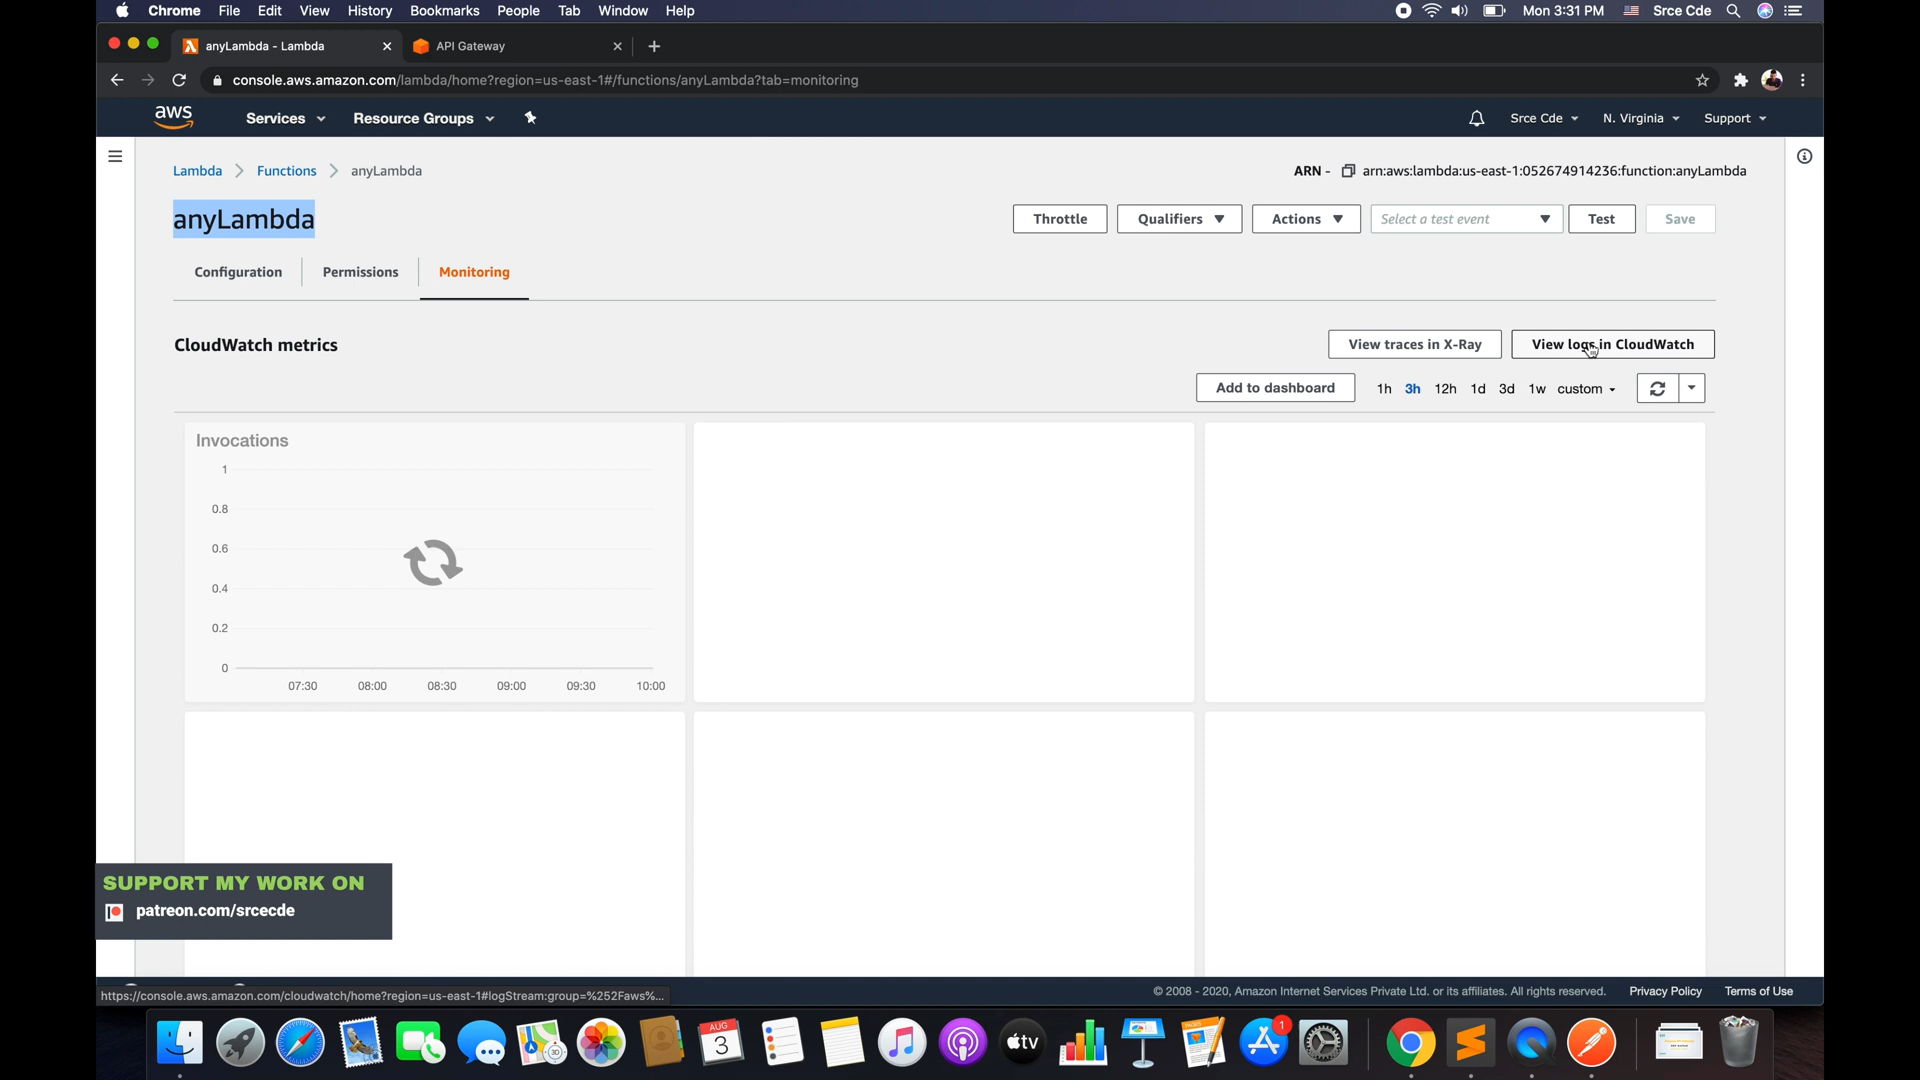 Chrome File Edit View History Bookmarks People Tab Window Help Mon 3:31 PM Srce Cde
anyLambda - Lambda API Gateway
console.aws.amazon.com/lambda/home?region=us-east-1#/functions/anyLambda?tab=monitoring
aws Services Resource Groups Srce Cde N. Virginia Support
Lambda Functions anyLambda ARN - arn:aws:lambda:us-east-1:052674914236:function:anyLambda
anyLambda Throttle Qualifiers Actions Select a test event Test Save
Configuration Permissions Monitoring
CloudWatch metrics View traces in X-Ray View logs in CloudWatch
Add to dashboard 1h 3h 12h 1d 3d 1w custom
Invocations
1
0.8
0.6
0.4
0.2
0
07:30 08:00 08:30 09:00 09:30 10:00
SUPPORT MY WORK ON
patreon.com/srcecde
https://console.aws.amazon.com/cloudwatch/home?region=us-east-1#logStream:group=%252Faws%... © 2008 - 2020, Amazon Internet Services Private Ltd. or its affiliates. All rights reserved. Privacy Policy Terms of Use
AUG
3
3D
PAGES
tv
1